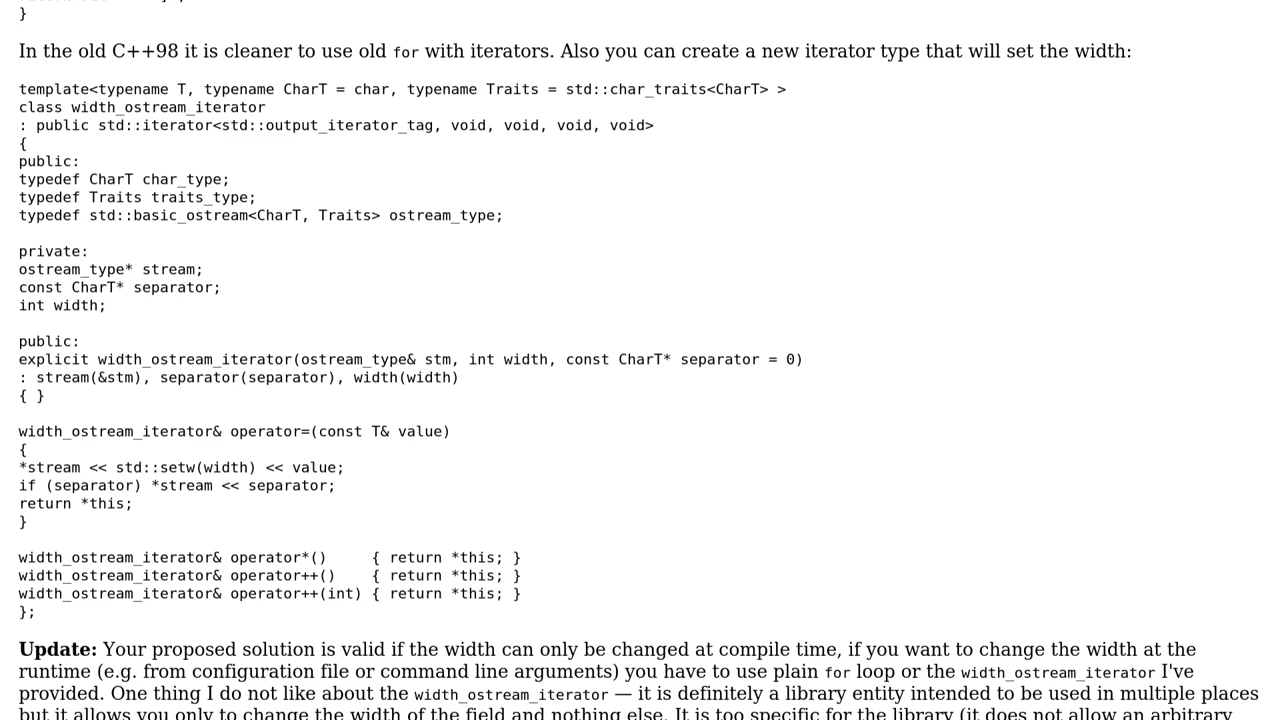 }
In the old C++98 it is cleaner to use old for with iterators. Also you can create a new iterator type that will set the width:
template<typename T, typename CharT = char, typename Traits = std::char_traits<CharT> >
class width_ostream_iterator
: public std::iterator<std::output_iterator_tag, void, void, void, void>
{
public:
typedef CharT char_type;
typedef Traits traits_type;
typedef std::basic_ostream<CharT, Traits> ostream_type;
private:
ostream_type* stream;
const CharT* separator;
int width;
public:
explicit width_ostream_iterator(ostream_type& stm, int width, const CharT* separator = 0)
: stream(&stm), separator(separator), width(width)
{ }
width_ostream_iterator& operator=(const T& value)
{
*stream << std::setw(width) << value;
if (separator) *stream << separator;
return *this;
}
width_ostream_iterator& operator*()     { return *this; }
width_ostream_iterator& operator++()    { return *this; }
width_ostream_iterator& operator++(int) { return *this; }
};
Update: Your proposed solution is valid if the width can only be changed at compile time, if you want to change the width at the
runtime (e.g. from configuration file or command line arguments) you have to use plain for loop or the width_ostream_iterator I've
provided. One thing I do not like about the width_ostream_iterator — it is definitely a library entity intended to be used in multiple places
but it allows you only to change the width of the field and nothing else. It is too specific for the library (it does not allow an arbitrary